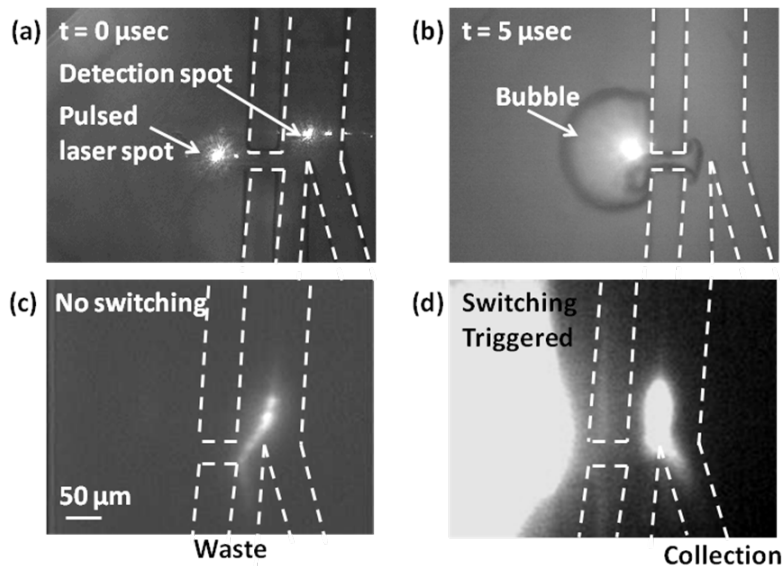 (a)
t = 0 µsec
Detection spot
Pulsed
laser spot
(b)
t = 5 µsec
Bubble
(c)
No switching
50 µm
Waste
(d)
Switching
Triggered
Collection